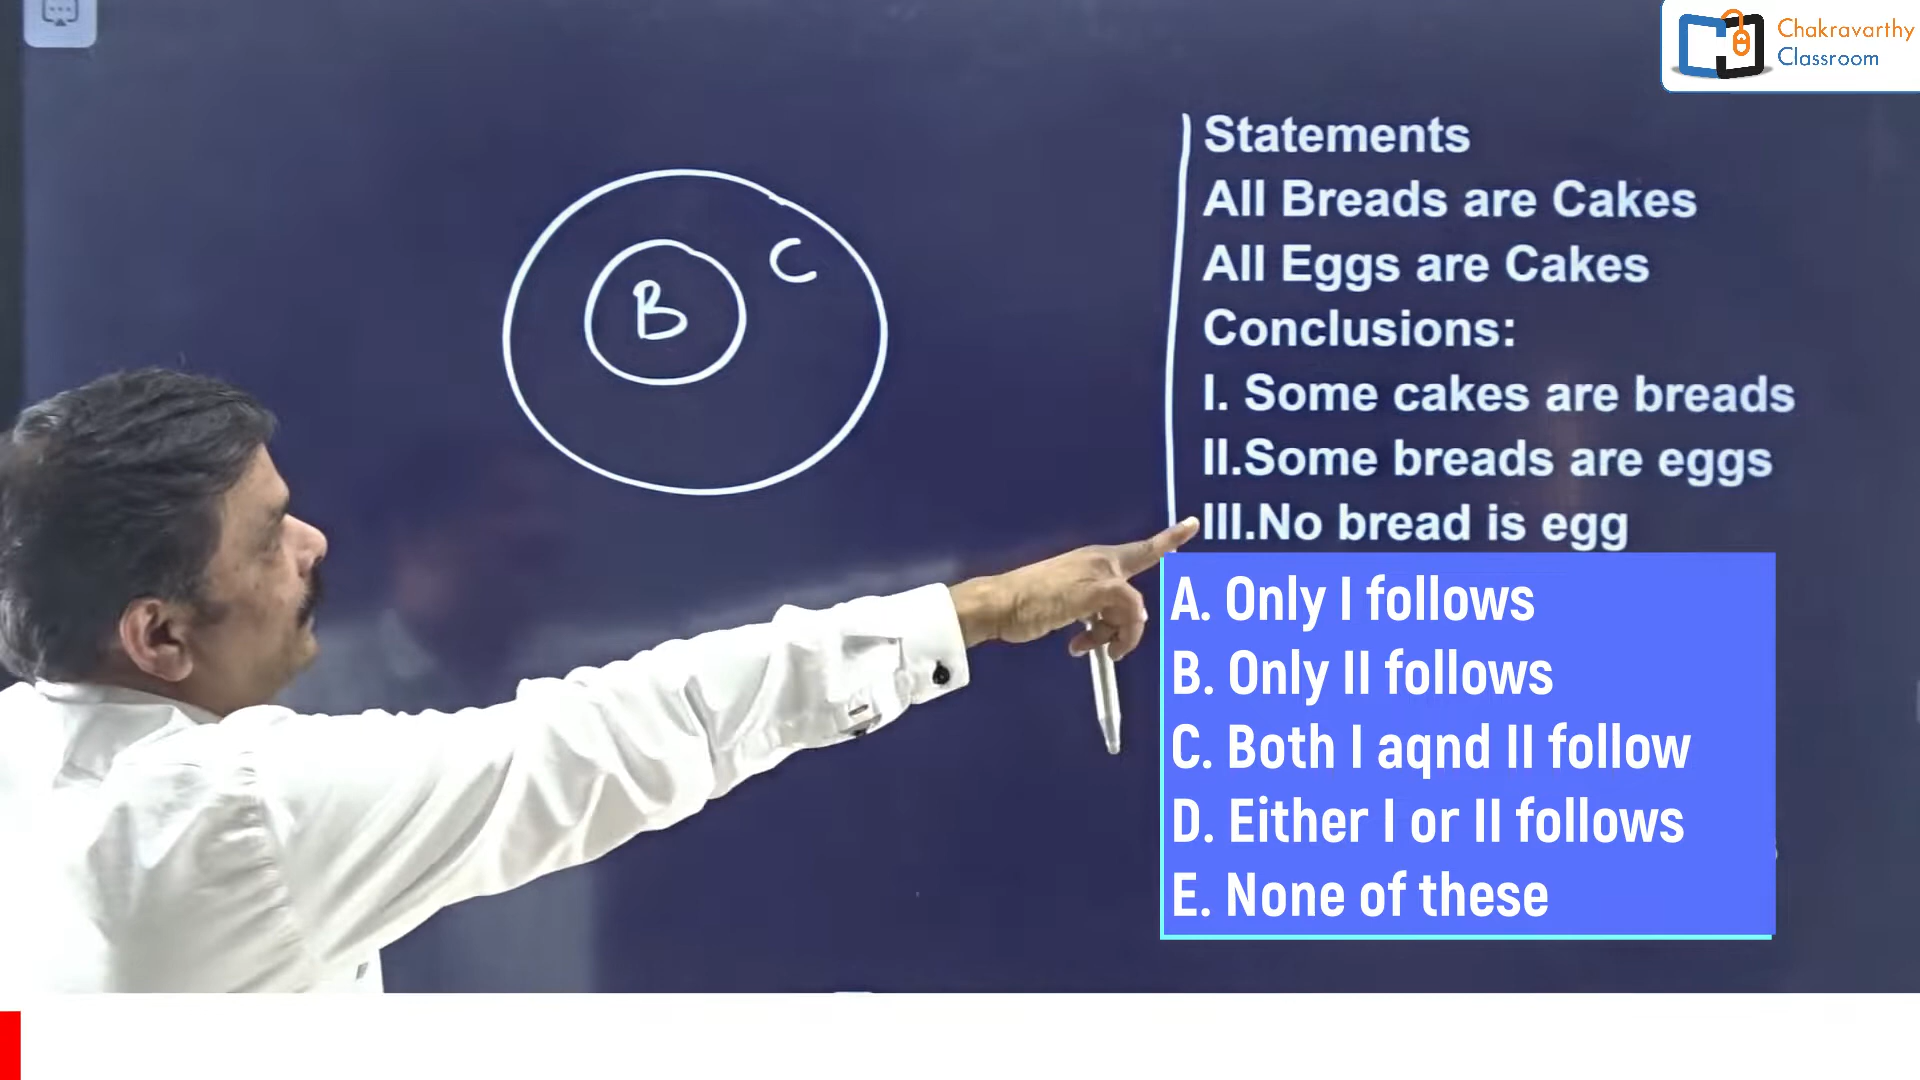 Chakravarthy
Classroom
Statements
All Breads are Cakes
All Eggs are Cakes
Conclusions:
I. Some cakes are breads
II.Some breads are eggs
III.No bread is egg
B
C
A. Only I follows
B. Only II follows
C. Both I aqnd II follow
D. Either I or II follows
E. None of these